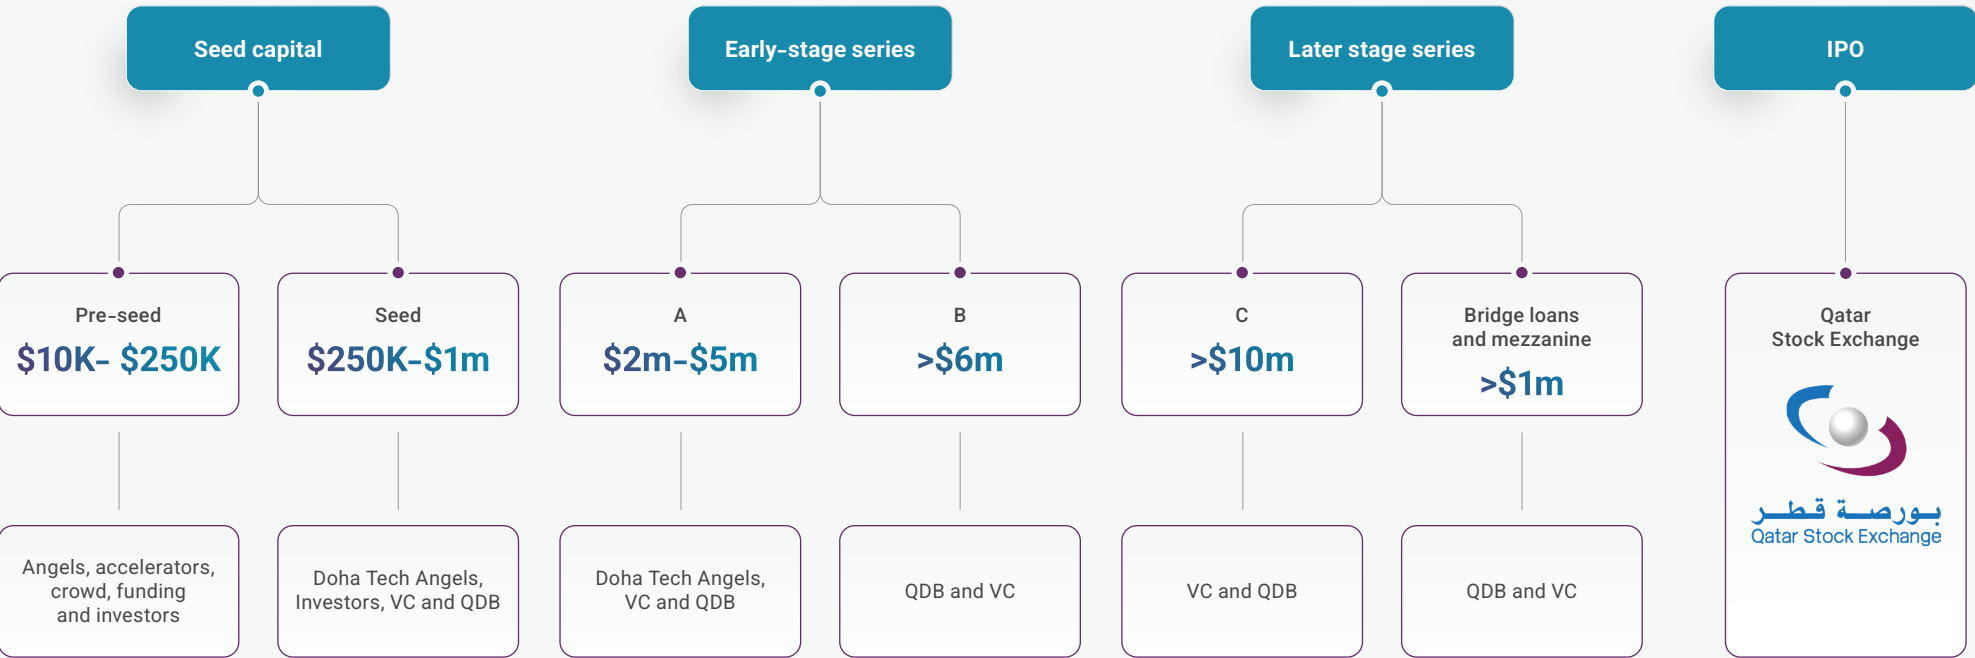 Seed capital
Early-stage series
Later stage series
IPO
Pre-seed
$10K- $250K
Seed
$250K-$1m
A
$2m-$5m
B
>$6m
C
>$10m
Bridge loans
and mezzanine
>$1m
Qatar
Stock Exchange
بورصة قطر
Qatar Stock Exchange
Angels, accelerators,
crowd, funding
and investors
Doha Tech Angels,
Investors, VC and QDB
Doha Tech Angels,
VC and QDB
QDB and VC
VC and QDB
QDB and VC